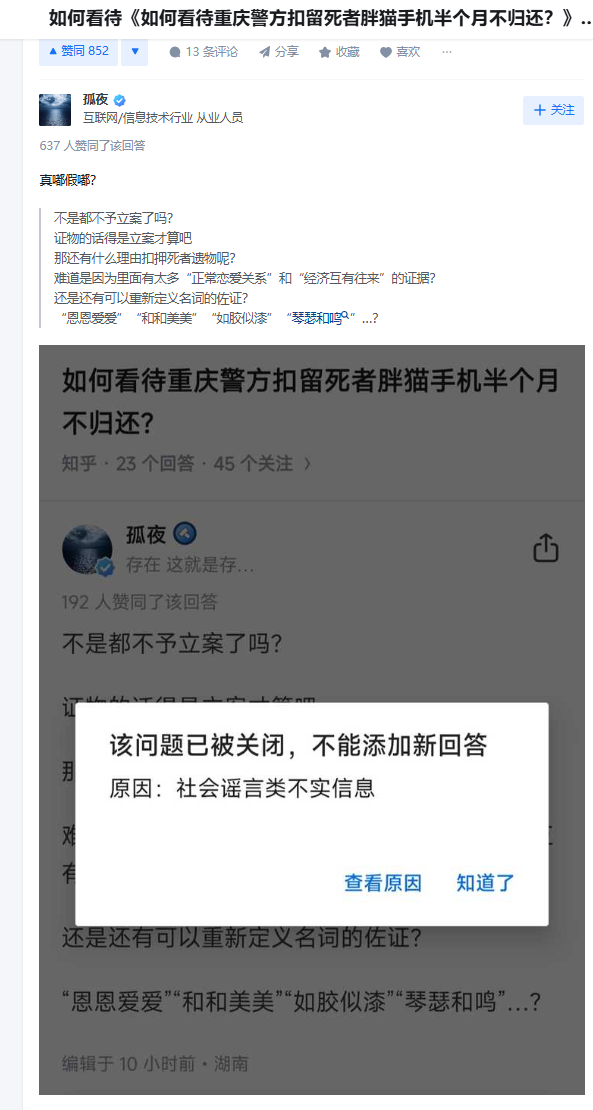 如何看待《如何看待重庆警方扣留死者胖猫手机半个月不归还？》...
赞同 852
13 条评论
分享
收藏
喜欢
...
孤夜
互联网/信息技术行业 从业人员
+ 关注
637 人赞同了该回答
真嘟假嘟?
不是都不予立案了吗?
证物的话得是立案才算吧
那还有什么理由扣押死者遗物呢?
难道是因为里面有太多“正常恋爱关系”和“经济互有往来”的证据?
还是还有可以重新定义名词的佐证?
“恩恩爱爱”“和和美美”“如胶似漆”“琴瑟和鸣”...?
如何看待重庆警方扣留死者胖猫手机半个月
不归还?
知乎 · 23 个回答 · 45 个关注 >
孤夜
存在 这就是存...
192 人赞同了该回答
不是都不予立案了吗?
证物的话得是立案才算吧
该问题已被关闭，不能添加新回答
原因：社会谣言类不实信息
那
难
有
查看原因
知道了
还是还有可以重新定义名词的佐证?
“恩恩爱爱”“和和美美”“如胶似漆”“琴瑟和鸣”...?
编辑于 10 小时前・湖南